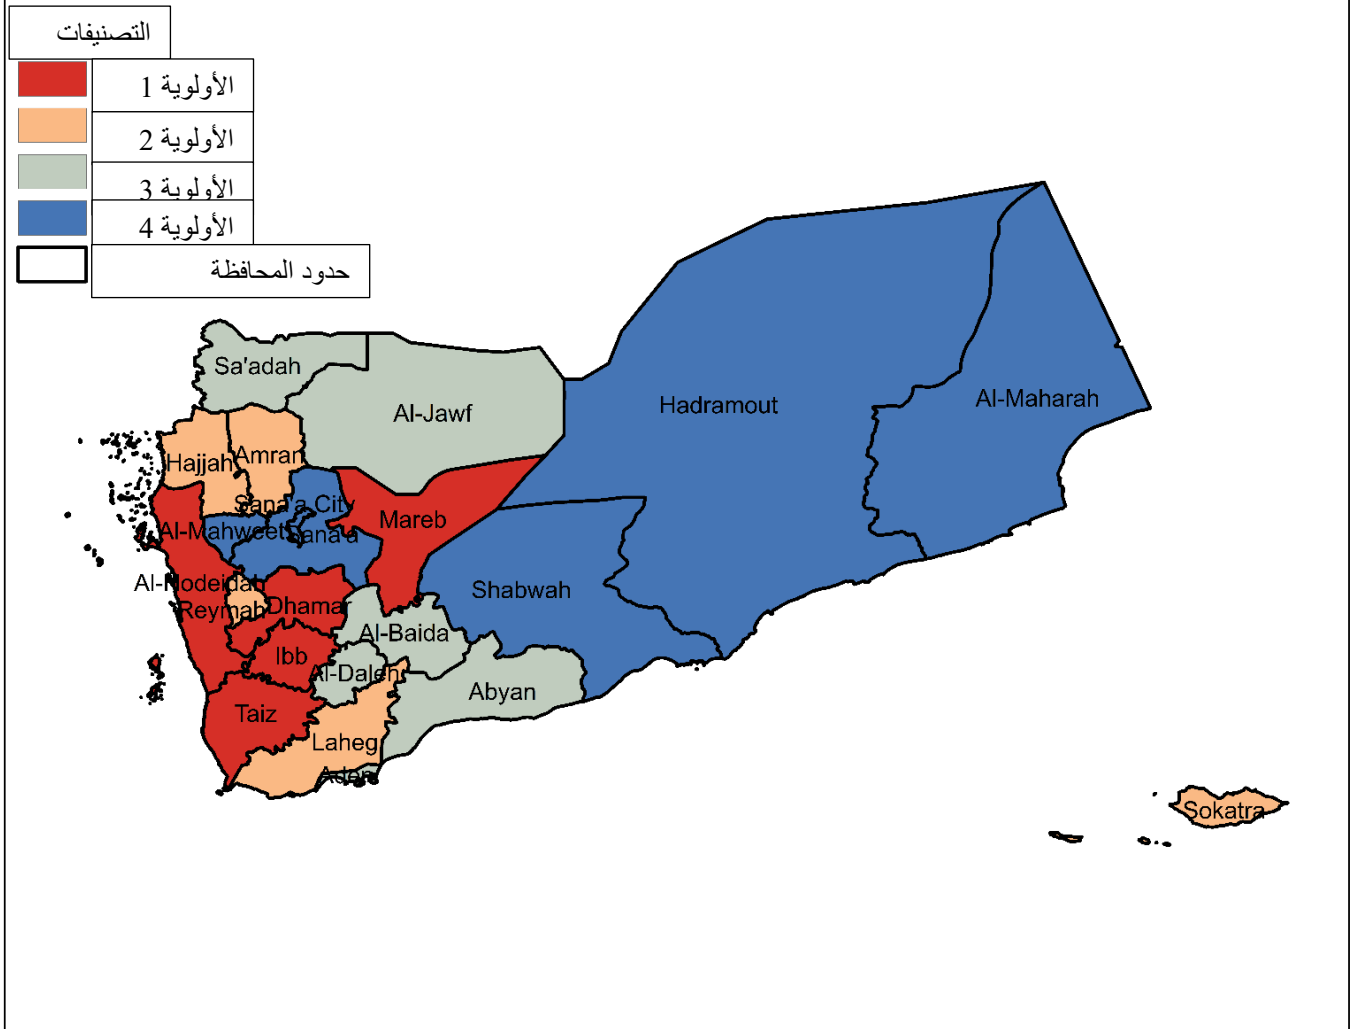 التصنيفات
الأولوية 1
الأولوية 2
الأولوية 3
الأولوية 4
حدود المحافظة
Sa'adah
Al-Jawf
Hadramout
Al-Maharah
Hajjah
Amran
Sana'a City
Mareb
Al-Mahweet
Sana'a
Al-Hodeidah
Reymah
Dhamar
Shabwah
Al-Baida
Ibb
Al-Daleh
Abyan
Taiz
Laheg
Aden
Sokatra